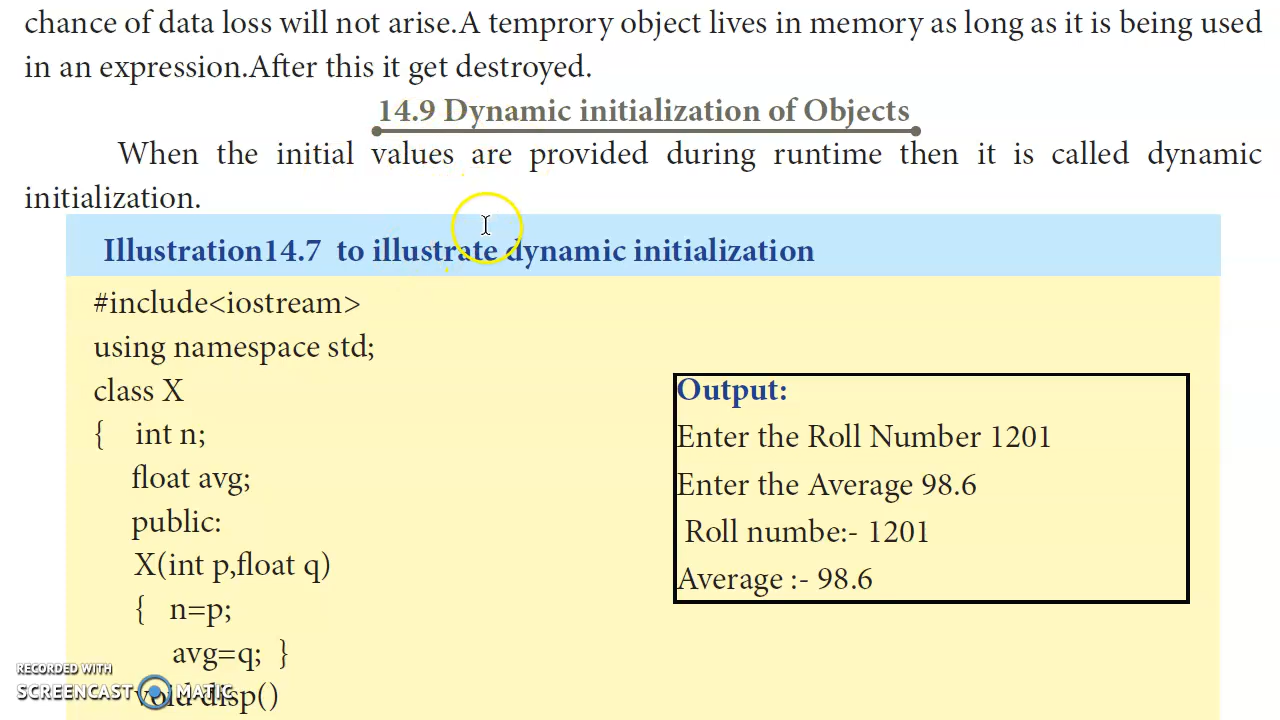 chance of data loss will not arise.A temprory object lives in memory as long as it is being used
in an expression.After this it get destroyed.
14.9 Dynamic initialization of Objects
When the initial values are provided during runtime then it is called dynamic
initialization.
Illustration14.7 to illustrate dynamic initialization
#include<iostream>
using namespace std;
class X
{ int n;
float avg;
public:
X(int p,float q)
{ n=p;
avg=q; }
void disp()
Output:
Enter the Roll Number 1201
Enter the Average 98.6
Roll numbe:- 1201
Average :- 98.6
RECORDED WITH
SCREENCAST MATIC